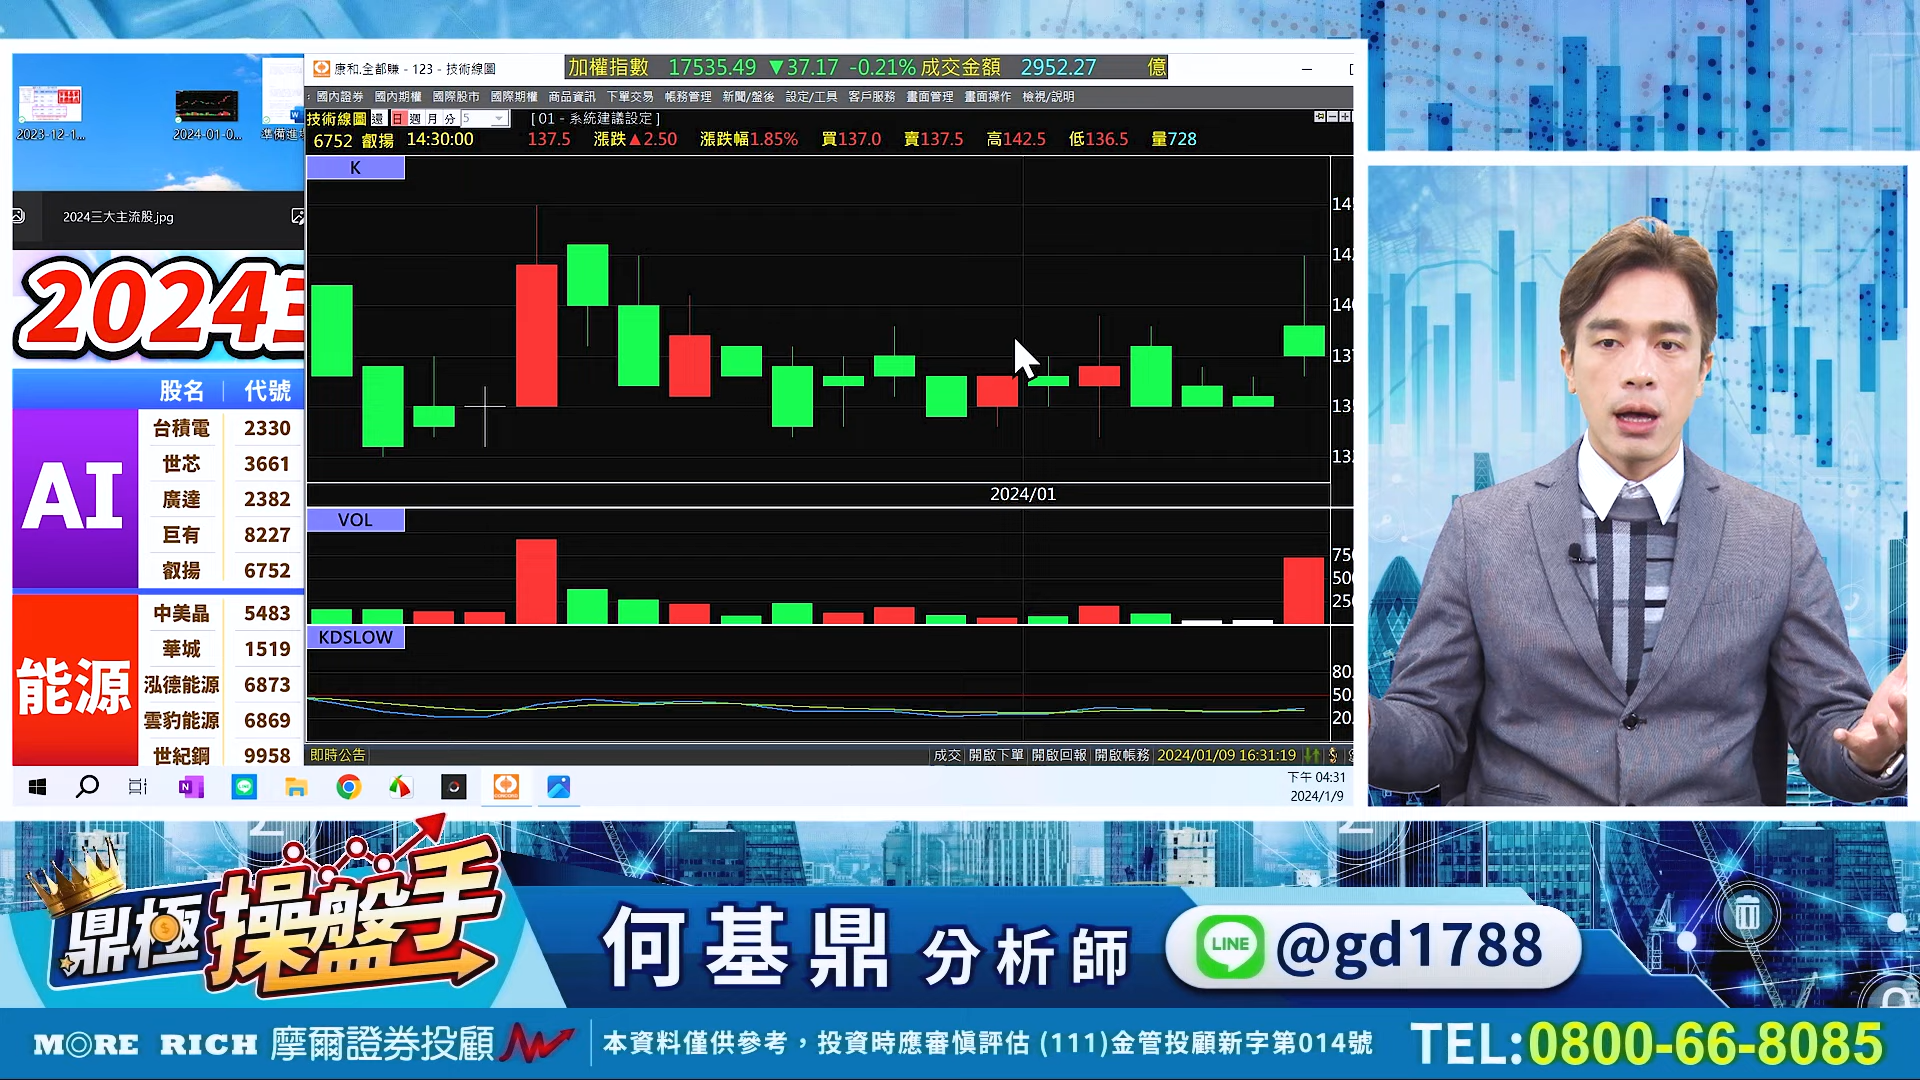 康和.全都賺 - 123 - 技術線圖
加權指數 17535.49 ▼37.17 -0.21% 成交金額 2952.27 億
國內證券 國內期權 國際股市 國際期權 商品資訊 下單交易 帳務管理 新聞/盤後 設定/工具 客戶服務 畫面管理 畫面操作 檢視/說明
技術線圖 還 日 週 月 分 5 [ 01 - 系統建議設定 ]
6752 叡揚 14:30:00 137.5 漲跌▲2.50 漲跌幅1.85% 買137.0 賣137.5 高142.5 低136.5 量728
2023-12-1...
2024-01-0...
準備進場
2024三大主流股.jpg
2024
股名 代號
AI
台積電 2330
世芯 3661
廣達 2382
巨有 8227
叡揚 6752
能源
中美晶 5483
華城 1519
泓德能源 6873
雲豹能源 6869
世紀鋼 9958
K
2024/01
VOL
KDSLOW
80
50
20
即時公告
成交 開啟下單 開啟回報 開啟帳務 2024/01/09 16:31:19
下午 04:31
2024/1/9
鼎極操盤手
何基鼎 分析師
LINE @gd1788
MORE RICH 摩爾證券投顧
本資料僅供參考，投資時應審慎評估 (111)金管投顧新字第014號
TEL:0800-66-8085